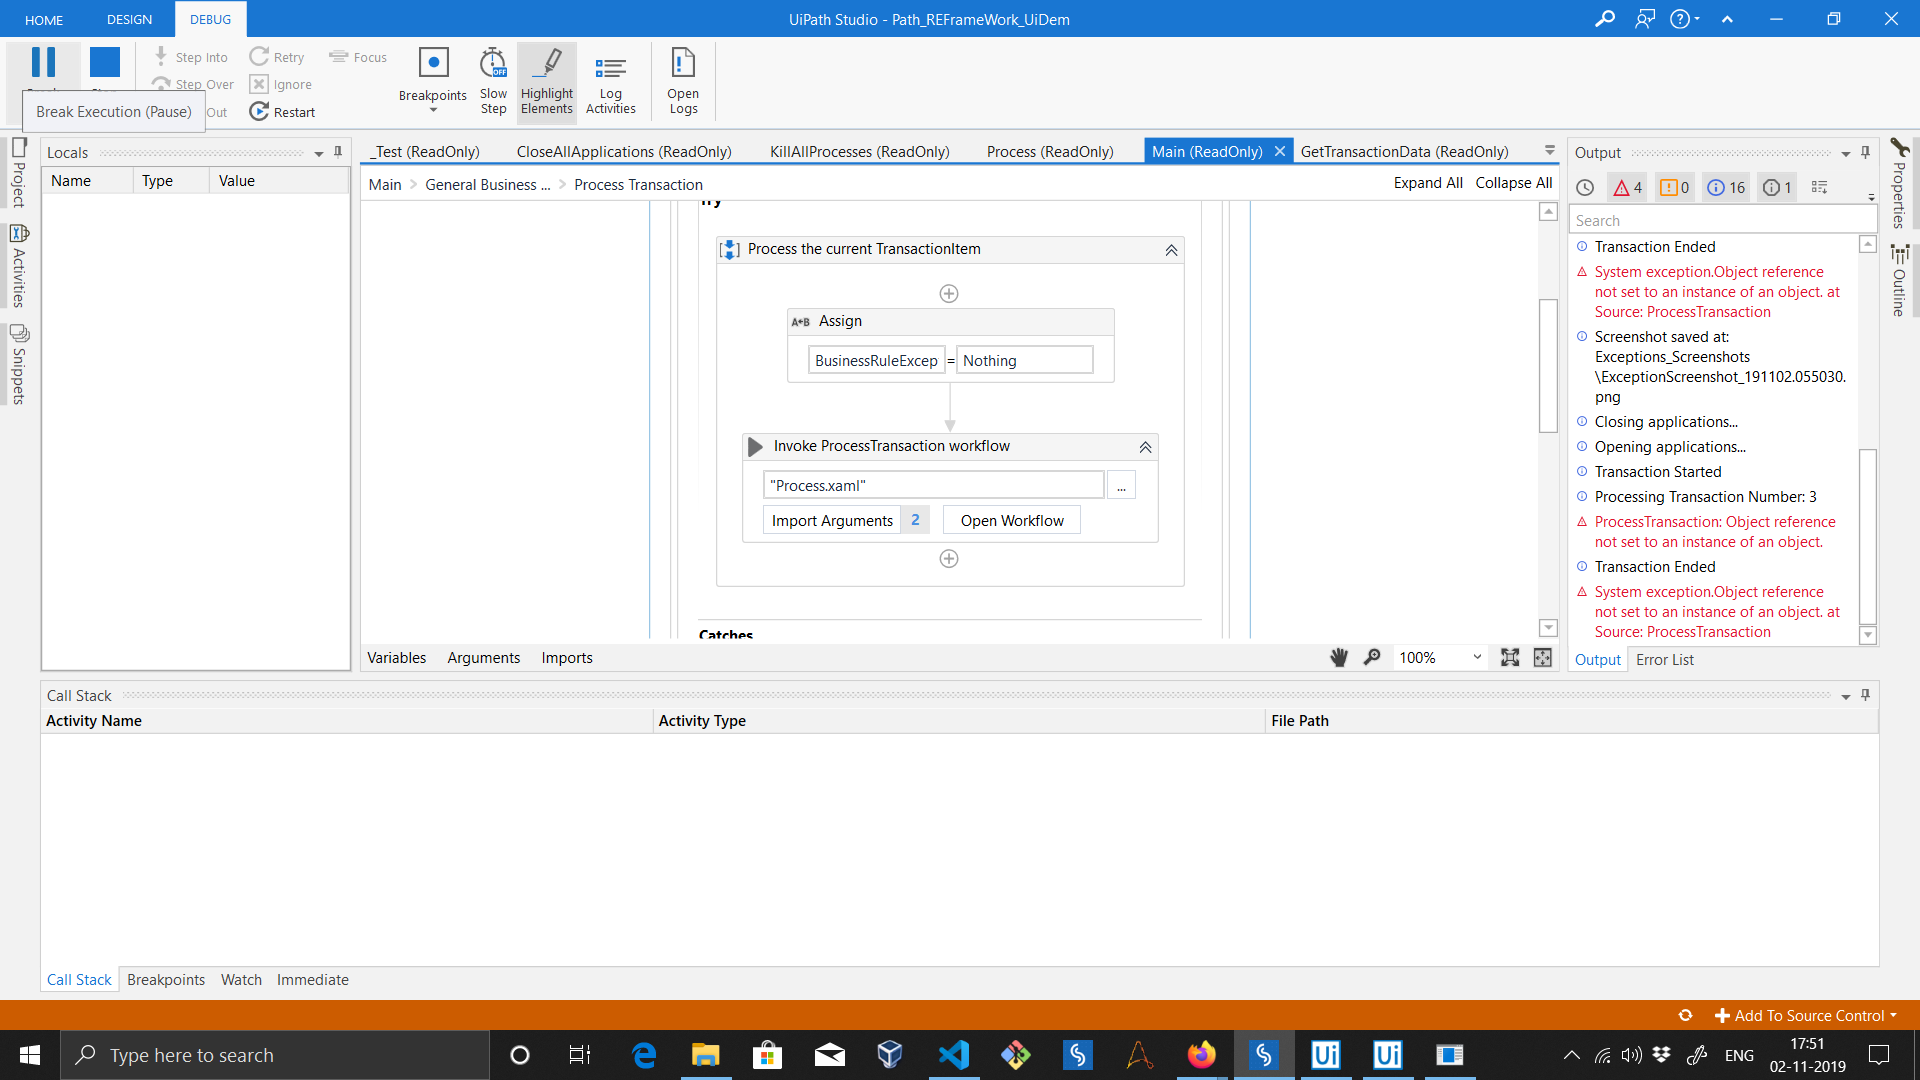 HOME
DESIGN
DEBUG
UiPath Studio - Path_REFrameWork_UiDem
Step Into
Retry
Focus
Step Over
Ignore
Out
Restart
Break Execution (Pause)
Breakpoints
Slow
Step
OFF
Highlight
Elements
Log
Activities
Open
Logs
Project
Activities
Snippets
Locals
Name
Type
Value
_Test (ReadOnly)
CloseAllApplications (ReadOnly)
KillAllProcesses (ReadOnly)
Process (ReadOnly)
Main (ReadOnly)
GetTransactionData (ReadOnly)
Main > General Business ... > Process Transaction
Expand All
Collapse All
Try
Process the current TransactionItem
A+B Assign
BusinessRuleExcep = Nothing
Invoke ProcessTransaction workflow
"Process.xaml"
...
Import Arguments 2
Open Workflow
Catches
Variables
Arguments
Imports
100%
Output
4
0
16
1
Search
Transaction Ended
System exception.Object reference
not set to an instance of an object. at
Source: ProcessTransaction
Screenshot saved at:
Exceptions_Screenshots
\ExceptionScreenshot_191102.055030.
png
Closing applications...
Opening applications...
Transaction Started
Processing Transaction Number: 3
ProcessTransaction: Object reference
not set to an instance of an object.
Transaction Ended
System exception.Object reference
not set to an instance of an object. at
Source: ProcessTransaction
Output
Error List
Properties
Outline
Call Stack
Activity Name
Activity Type
File Path
Call Stack
Breakpoints
Watch
Immediate
Add To Source Control
Type here to search
Ui
Ui
ENG
17:51
02-11-2019